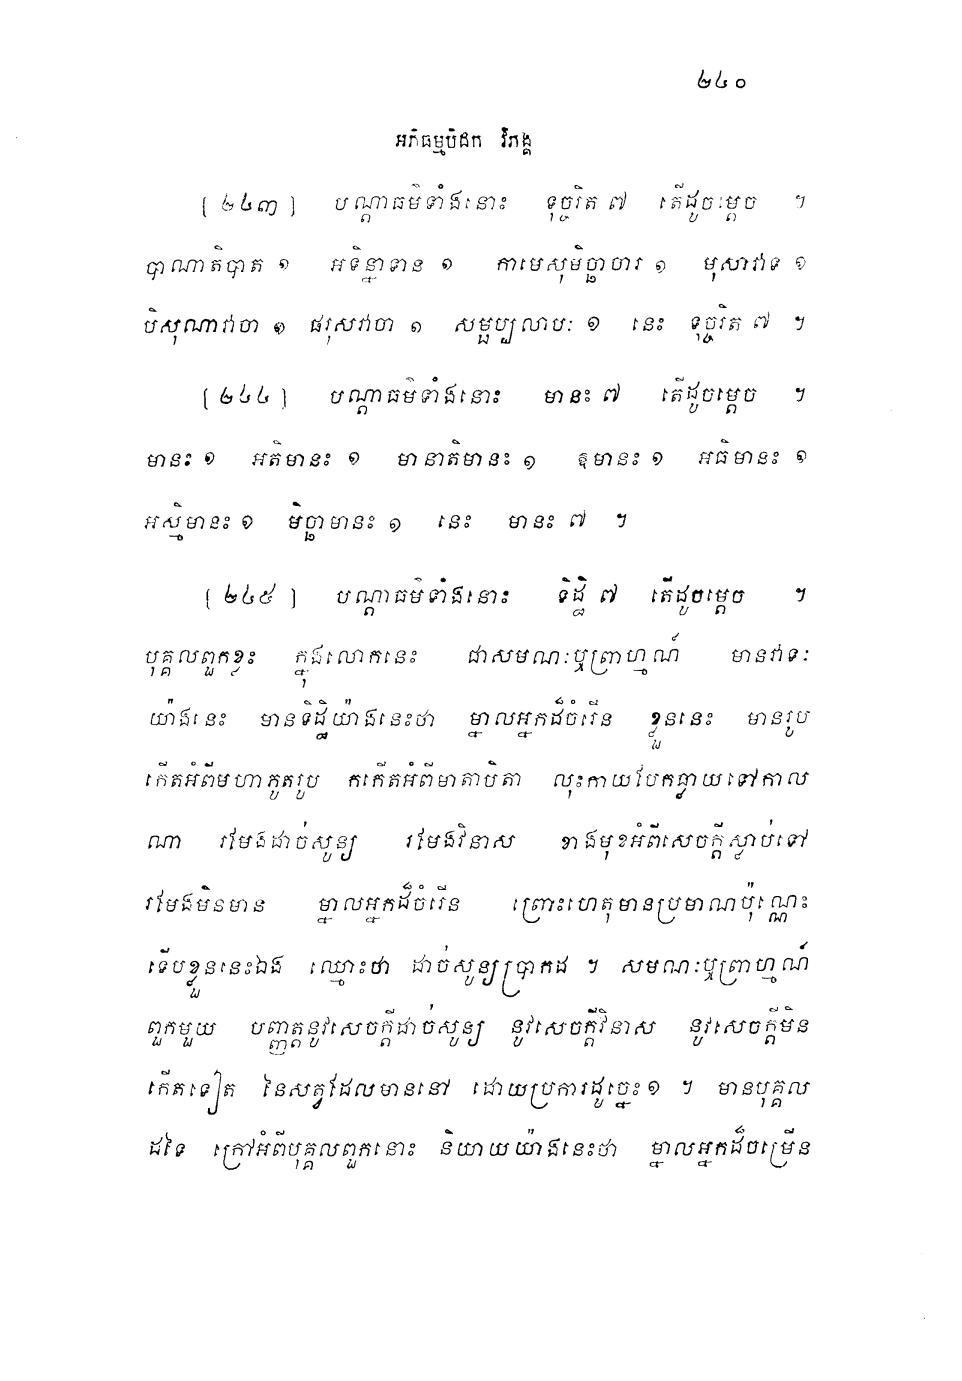 ២៤០
អភិធម្មបិដក វិភង្គ
[ ២៤៣ ] បណ្តាធម៌ទាំងនោះ ទុច្ចរិត ៧ តើដូចម្តេច ។
បាណាតិបាត ១ អទិន្នាទាន ១ កាមេសុមិច្ឆាចារ ១ មុសាវាទ ១
បិសុណាវាចា ១ ផរុសវាចា ១ សម្ផប្បលាបៈ ១ នេះ ទុច្ចរិត ៧ ។
[ ២៤៤ ] បណ្តាធម៌ទាំងនោះ មានះ ៧ តើដូចម្តេច ។
មានះ ១ អតិមានះ ១ មានាតិមានះ ១ ឱមានះ ១ អធិមានះ ១
អស្មិមានះ ១ មិច្ឆាមានះ ១ នេះ មានះ ៧ ។
[ ២៤៥ ] បណ្តាធម៌ទាំងនោះ ទិដ្ឋិ ៧ តើដូចម្តេច ។
បុគ្គលពួកខ្លះ ក្នុងលោកនេះ ជាសមណៈឬព្រាហ្មណ៍ មានវាទៈ
យ៉ាងនេះ មានទិដ្ឋិយ៉ាងនេះថា ម្នាលអ្នកដ៏ចំរើន ខ្លួននេះ មានរូប
កើតអំពីមហាភូតរូប កកើតអំពីមាតាបិតា លុះកាយបែកធ្លាយទៅកាល
ណា រមែងដាច់សូន្យ រមែងវិនាស ខាងមុខអំពីសេចក្តីស្លាប់ទៅ
រមែងមិនមាន ម្នាលអ្នកដ៏ចំរើន ព្រោះហេតុមានប្រមាណប៉ុណ្ណេះ
ទើបខ្លួននេះឯង ឈ្មោះថា ដាច់សូន្យប្រាកដ ។ សមណៈឬព្រាហ្មណ៍
ពួកមួយ បញ្ញត្តនូវសេចក្តីដាច់សូន្យ នូវសេចក្តីវិនាស នូវសេចក្តីមិន
កើតទៀត នៃសត្វដែលមាននៅ ដោយប្រការដូច្នេះ ១ ។ មានបុគ្គល
ដទៃ ក្រៅអំពីបុគ្គលពួកនោះ និយាយយ៉ាងនេះថា ម្នាលអ្នកដ៏ចម្រើន